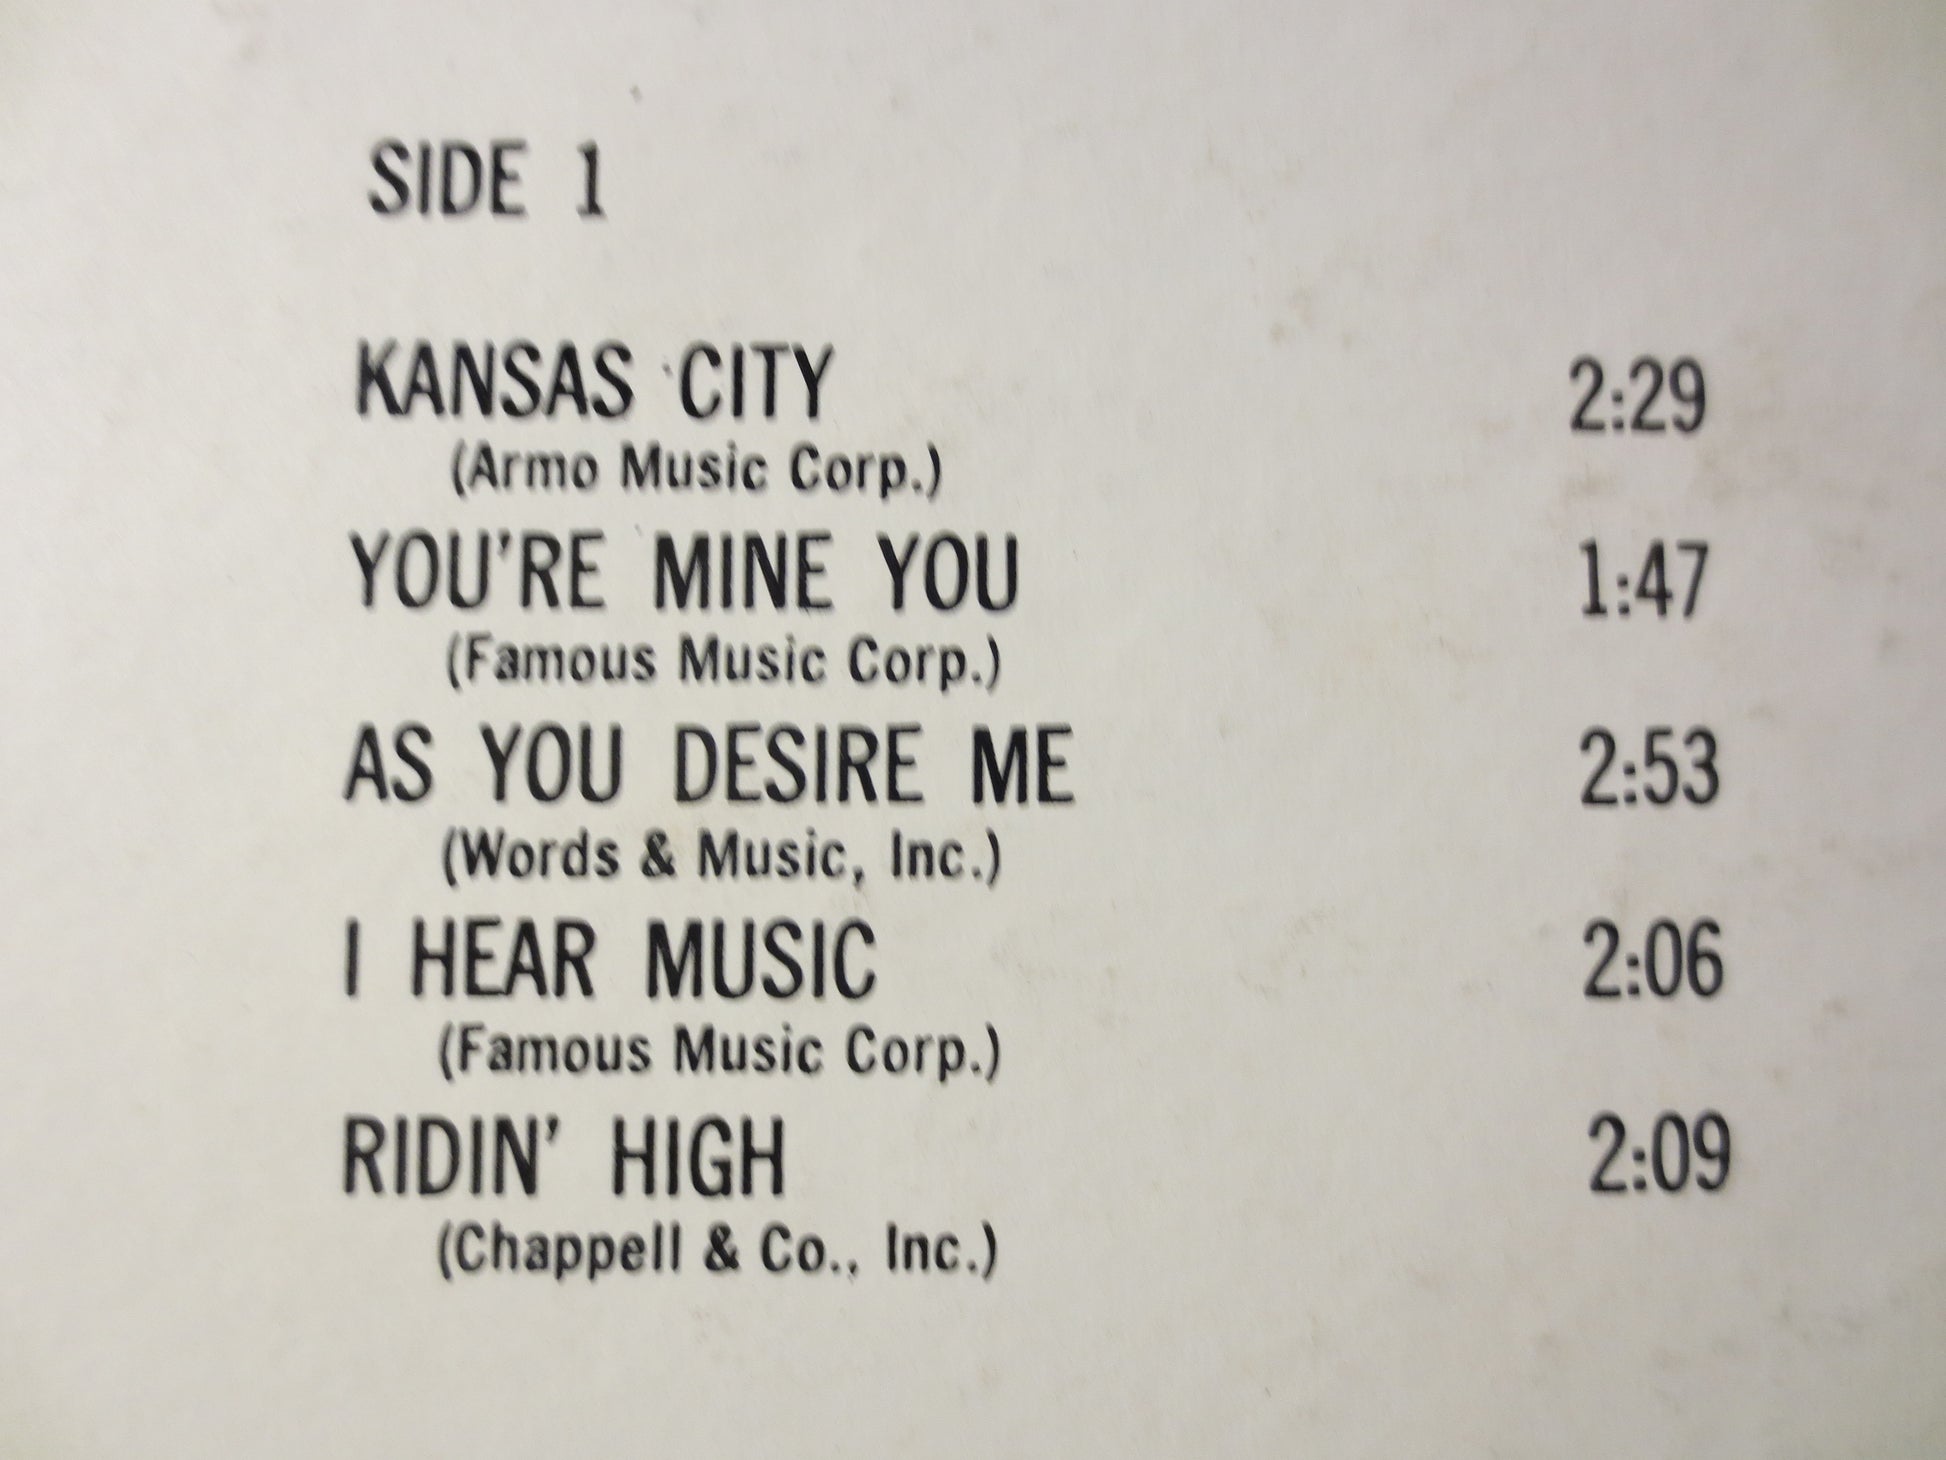 SIDE 1
KANSAS CITY 2:29
(Armo Music Corp.)
YOU'RE MINE YOU 1:47
(Famous Music Corp.)
AS YOU DESIRE ME 2:53
(Words & Music, Inc.)
I HEAR MUSIC 2:06
(Famous Music Corp.)
RIDIN' HIGH 2:09
(Chappell & Co., Inc.)